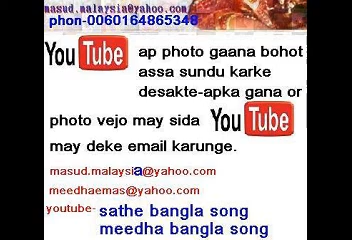 masud.malaysia@yahoo.com
phon-0060164865348
YouTube ap photo gaana bohot
assa sundu karke
desakte-apka gana or
photo vejo may sida YouTube
may deke email karunge.
masud.malaysia@yahoo.com
meedhaemas@yahoo.com
youtube- sathe bangla song
meedha bangla song